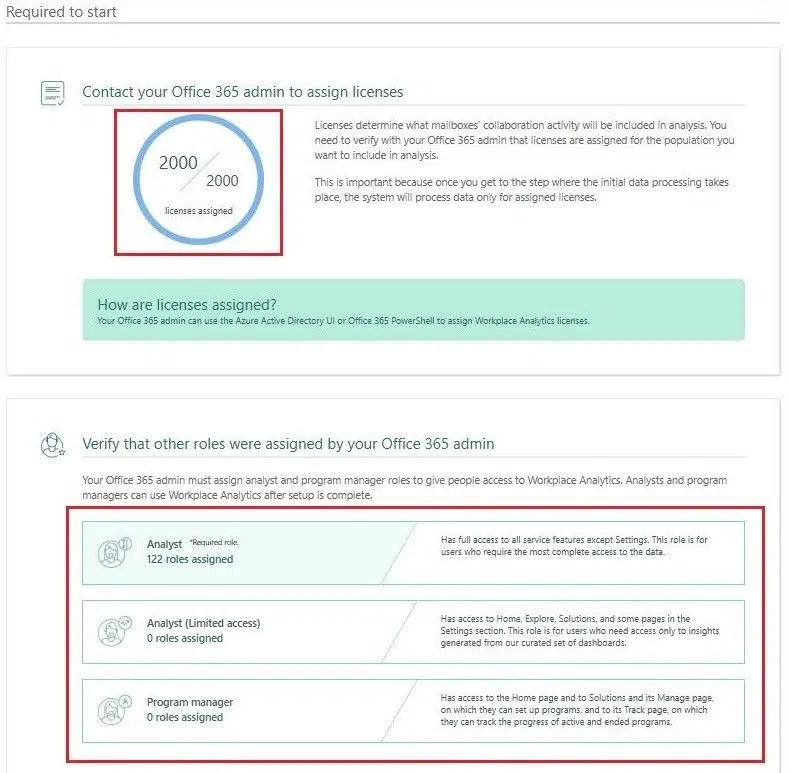 Required to start
Contact your Office 365 admin to assign licenses
2000
2000
licenses assigned
Licenses determine what mailboxes' collaboration activity will be included in analysis. You
need to verify with your Office 365 admin that licenses are assigned for the population you
want to include in analysis.
This is important because once you get to the step where the initial data processing takes
place, the system will process data only for assigned licenses.
How are licenses assigned?
Your Office 365 admin can use the Azure Active Directory UI or Office 365 PowerShell to assign Workplace Analytics licenses.
Verify that other roles were assigned by your Office 365 admin
Your Office 365 admin must assign analyst and program manager roles to give people access to Workplace Analytics. Analysts and program
managers can use Workplace Analytics after setup is complete.
Analyst *Required role.
122 roles assigned
Has full access to all service features except Settings. This role is for
users who require the most complete access to the data.
Analyst (Limited access)
0 roles assigned
Has access to Home, Explore, Solutions, and some pages in the
Settings section. This role is for users who need access only to insights
generated from our curated set of dashboards.
Program manager
0 roles assigned
Has access to the Home page and to Solutions and its Manage page,
on which they can set up programs, and to its Track page, on which
they can track the progress of active and ended programs.